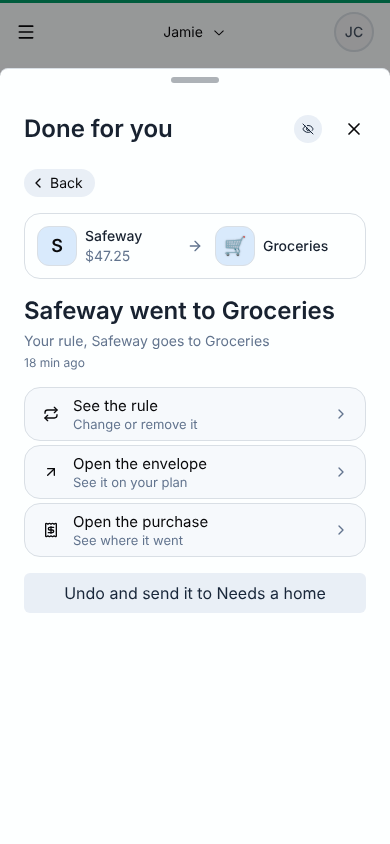 Jamie
JC
Done for you
Back
S
Safeway
$47.25
Groceries
Safeway went to Groceries
Your rule, Safeway goes to Groceries
18 min ago
See the rule
Change or remove it
Open the envelope
See it on your plan
Open the purchase
See where it went
Undo and send it to Needs a home